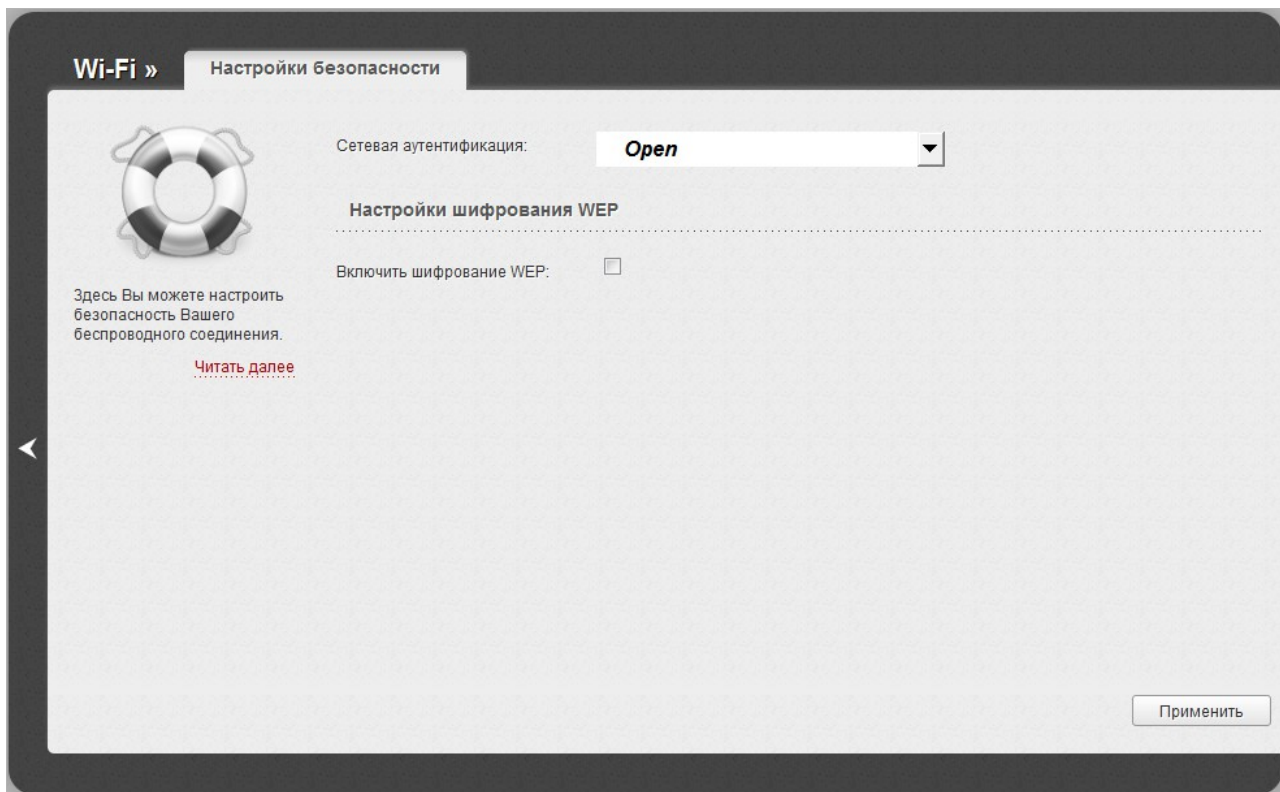 Wi-Fi »
Настройки безопасности
Сетевая аутентификация:
Open
Настройки шифрования WEP
Включить шифрование WEP:
Здесь Вы можете настроить
безопасность Вашего
беспроводного соединения.
Читать далее
Применить